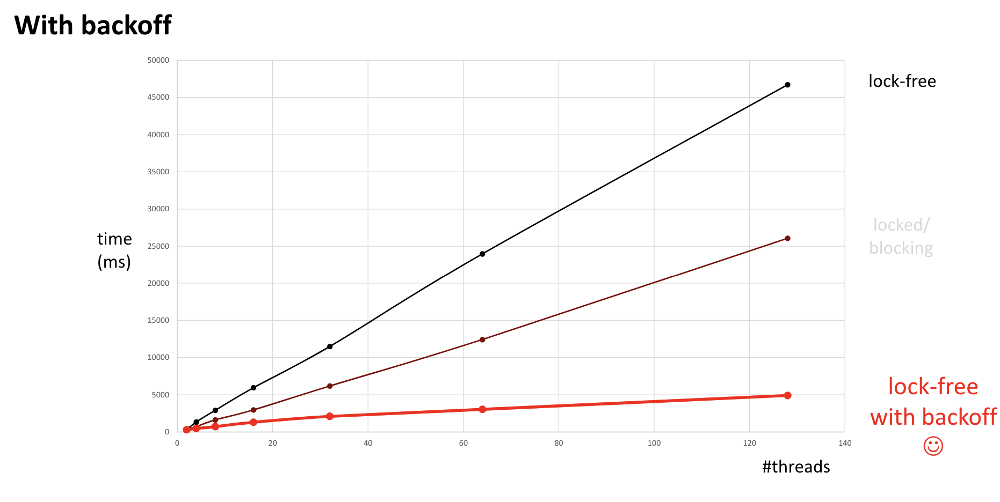 With backoff
50000
45000
40000
35000
30000
25000
20000
15000
10000
5000
0
time
(ms)
0 20 40 60 80 100 120 140
#threads
lock-free
locked/
blocking
lock-free
with backoff